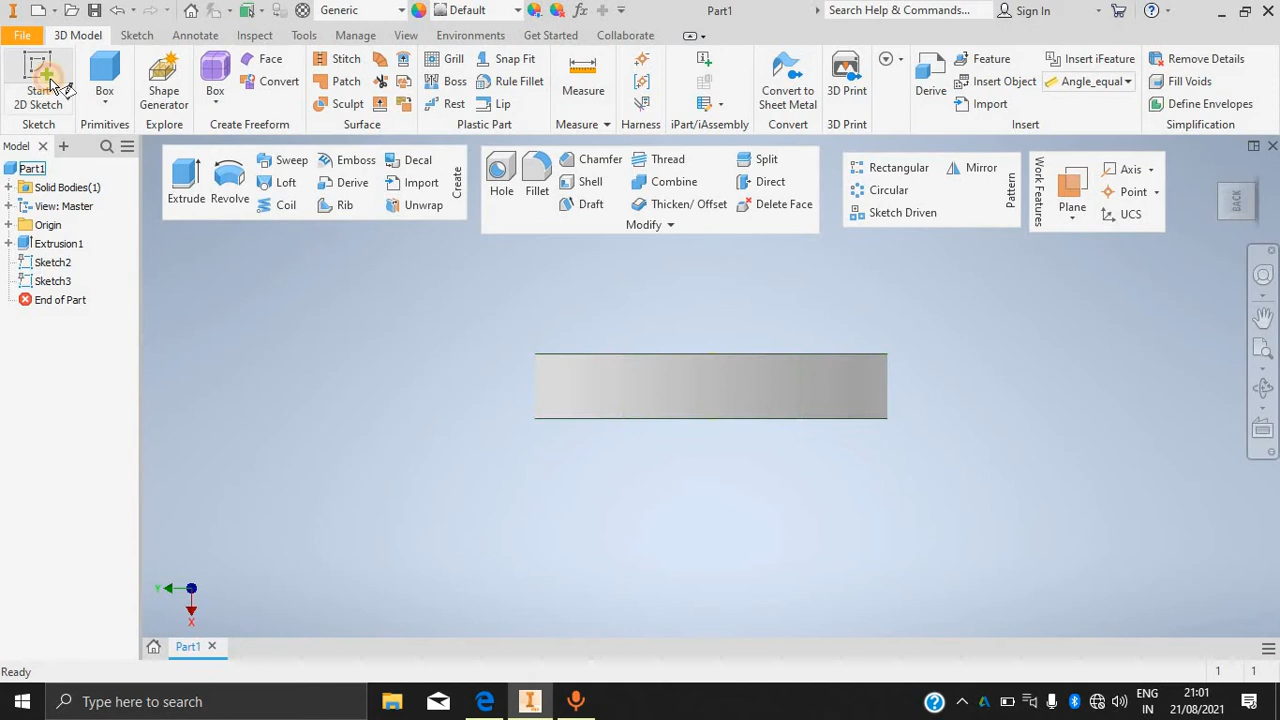 Generic
Default
Part1
Search Help & Commands...
Sign In
File
3D Model
Sketch
Annotate
Inspect
Tools
Manage
View
Environments
Get Started
Collaborate
Start
2D Sketch
Sketch
Box
Primitives
Shape
Generator
Explore
Box
Face
Convert
Create Freeform
Stitch
Patch
Sculpt
Surface
Grill
Boss
Rest
Snap Fit
Rule Fillet
Lip
Plastic Part
Measure
Measure
Harness
iPart/iAssembly
Convert to
Sheet Metal
Convert
3D Print
3D Print
Derive
Feature
Insert Object
Import
Insert iFeature
Angle_equal
Insert
Remove Details
Fill Voids
Define Envelopes
Simplification
Model
Part1
Solid Bodies(1)
View: Master
Origin
Extrusion1
Sketch2
Sketch3
End of Part
Extrude
Revolve
Sweep
Loft
Coil
Emboss
Derive
Rib
Decal
Import
Unwrap
Create
Hole
Fillet
Chamfer
Shell
Draft
Thread
Combine
Thicken/ Offset
Split
Direct
Delete Face
Modify
Rectangular
Circular
Sketch Driven
Mirror
Pattern
Work Features
Plane
Axis
Point
UCS
BACK
Y
X
Part1
Ready
1 1
Type here to search
ENG
IN
21:01
21/08/2021